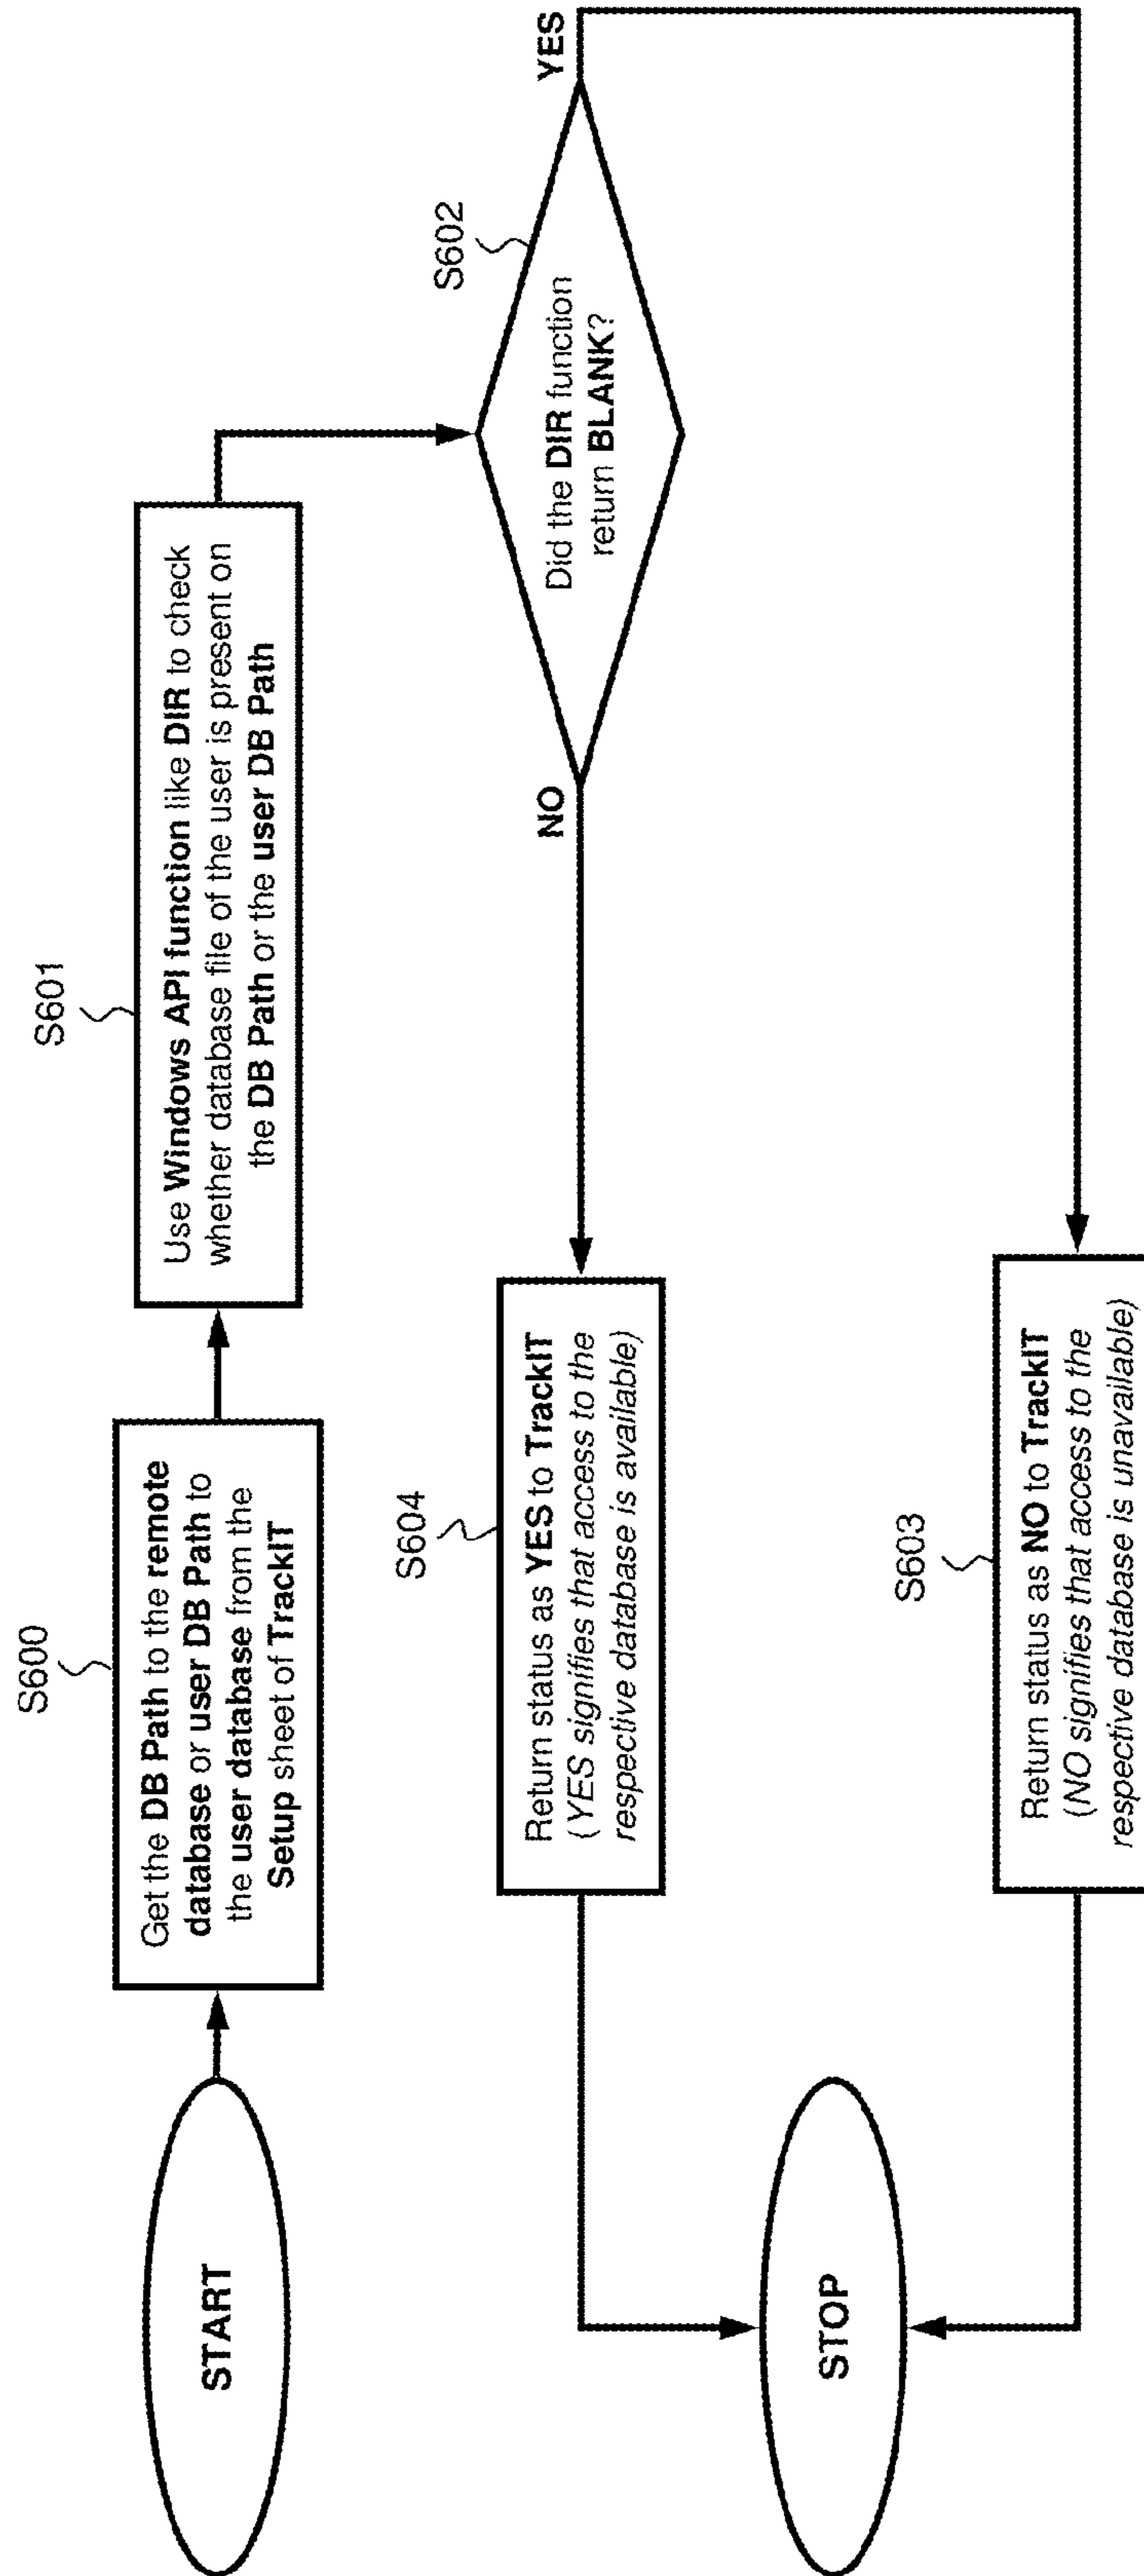 START
S600
Get the DB Path to the remote
database or user DB Path to
the user database from the
Setup sheet of TrackIT
S601
Use Windows API function like DIR to check
whether database file of the user is present on
the DB Path or the user DB Path
S602
Did the DIR function
return BLANK?
NO
YES
S604
Return status as YES to TrackIT
(YES signifies that access to the
respective database is available)
S603
Return status as NO to TrackIT
(NO signifies that access to the
respective database is unavailable)
STOP